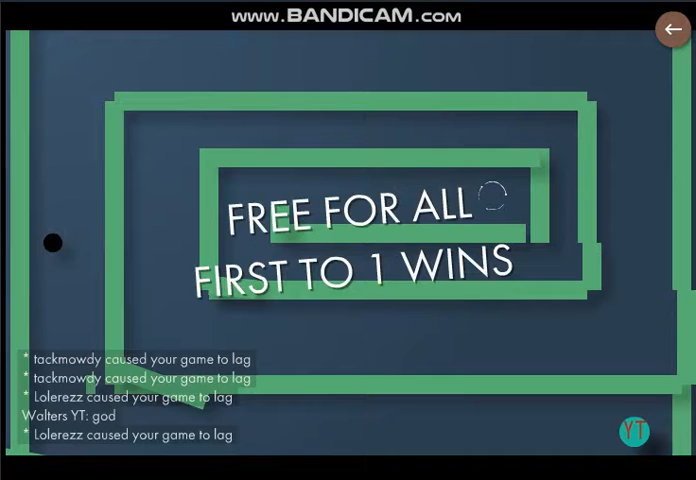 www.BANDICAM.com
FREE FOR ALL
FIRST TO 1 WINS
* tackmowdy caused your game to lag
* tackmowdy caused your game to lag
* Lolerezz caused your game to lag
Walters YT: god
* Lolerezz caused your game to lag
YT